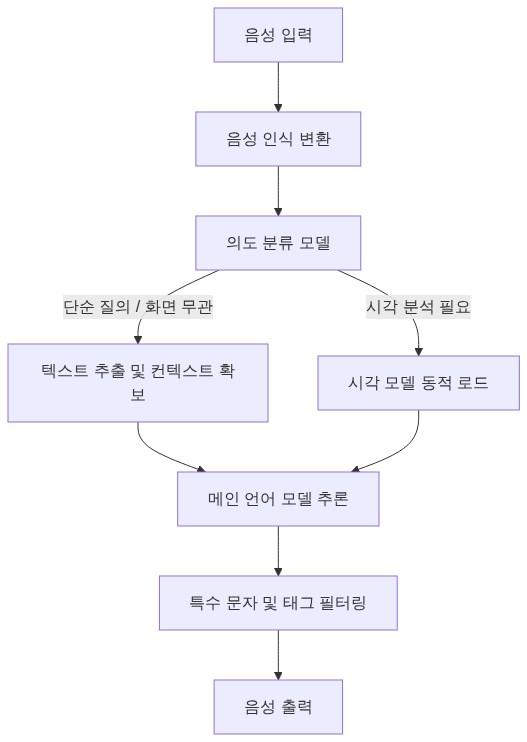 음성 입력
음성 인식 변환
의도 분류 모델
단순 질의 / 화면 무관
시각 분석 필요
텍스트 추출 및 컨텍스트 확
보
시각 모델 동적 로드
메인 언어 모델 추론
특수 문자 및 태그 필터링
음성 출력